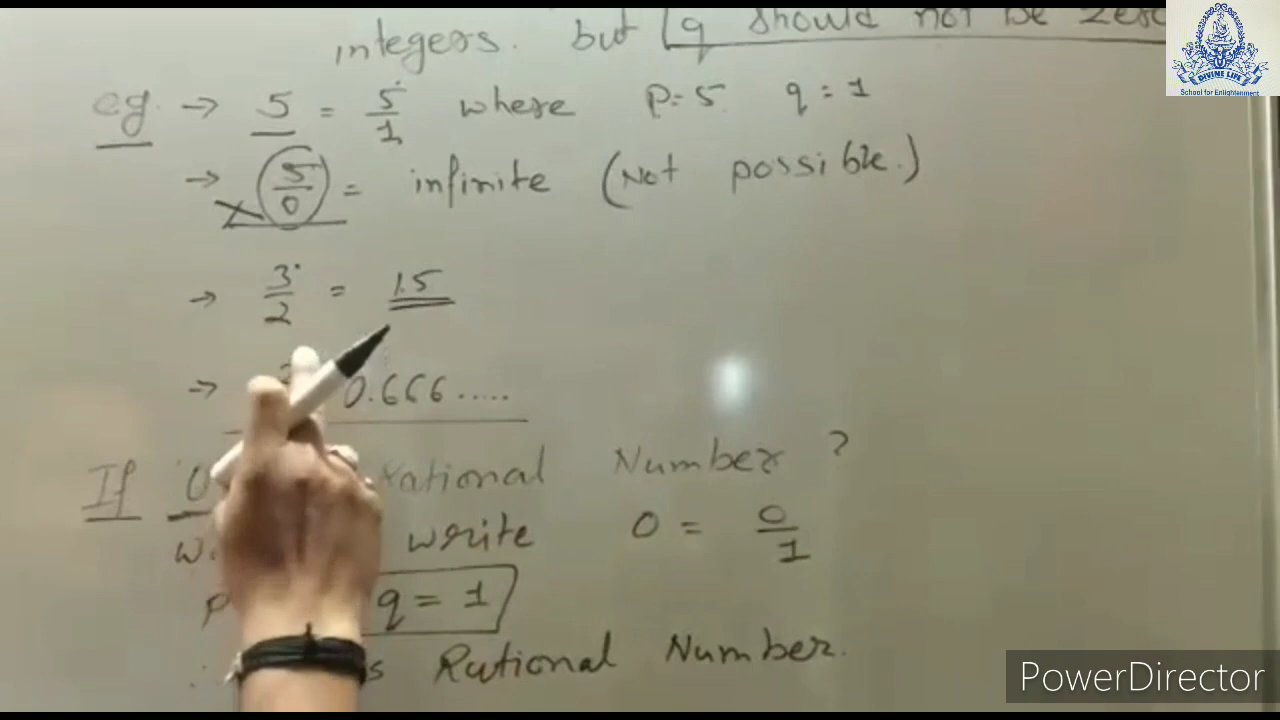 integers. but q should not be zero
eg → 5 = 5/1 where p = 5 q = 1
→ 5/0 = infinite (Not possible.)
→ 3/2 = 1.5
→ 0.666.....
If 0 rational Number ?
write 0 = 0/1
q = 1
Rational Number.
DIVINE LIFE
School for Enlightenment
PowerDirector